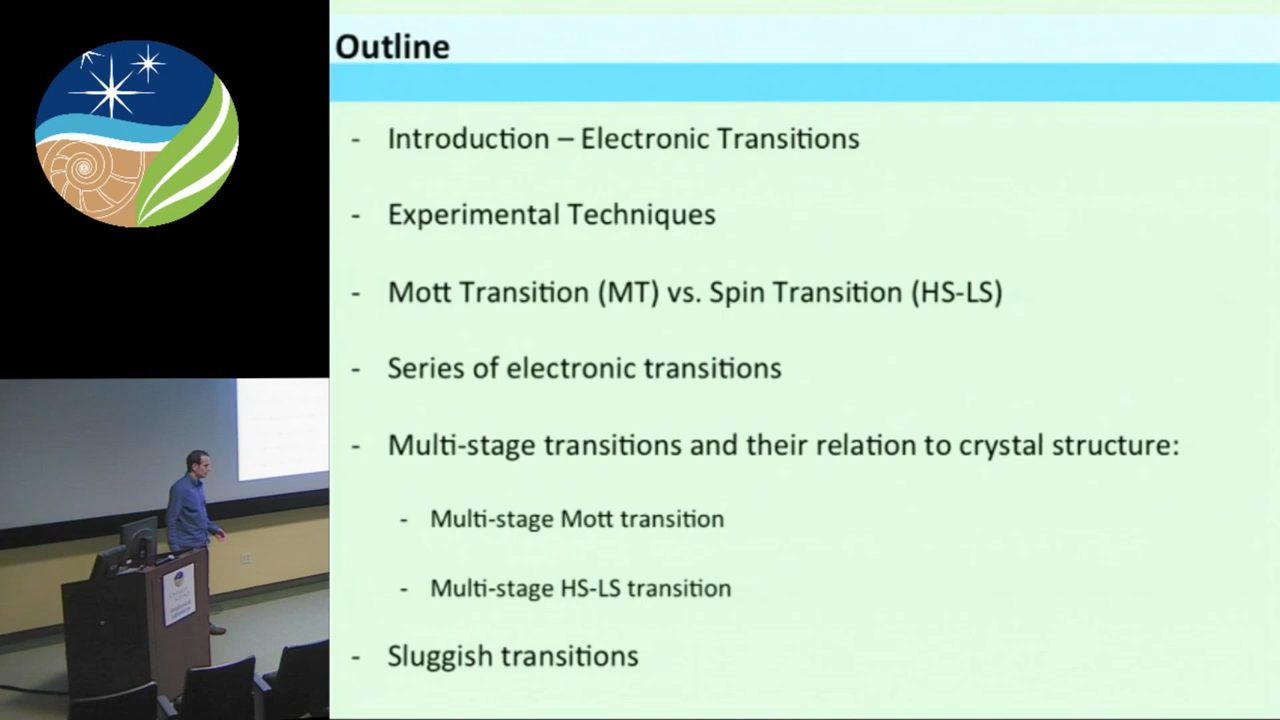 Outline
- Introduction – Electronic Transitions
- Experimental Techniques
- Mott Transition (MT) vs. Spin Transition (HS-LS)
- Series of electronic transitions
- Multi-stage transitions and their relation to crystal structure:
- Multi-stage Mott transition
- Multi-stage HS-LS transition
- Sluggish transitions